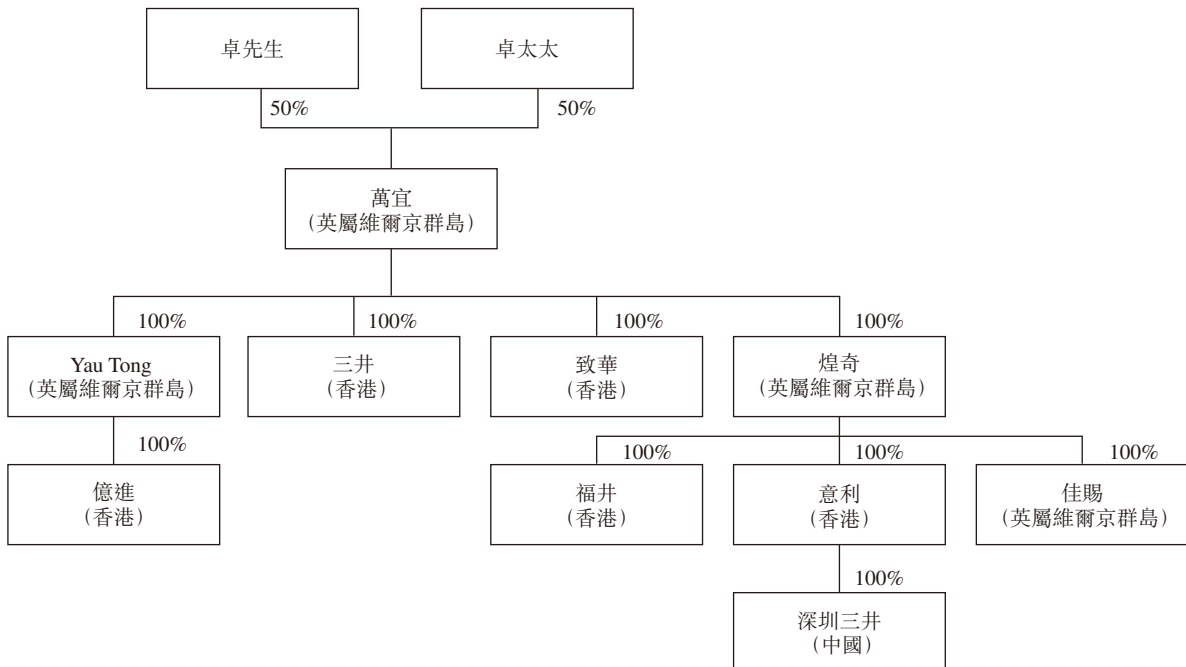 卓先生
卓太太
50%
50%
萬宜
(英屬維爾京群島)
100%
100%
100%
100%
Yau Tong
(英屬維爾京群島)
三井
(香港)
致華
(香港)
煌奇
(英屬維爾京群島)
100%
100%
100%
100%
億進
(香港)
福井
(香港)
意利
(香港)
佳賜
(英屬維爾京群島)
100%
深圳三井
(中國)